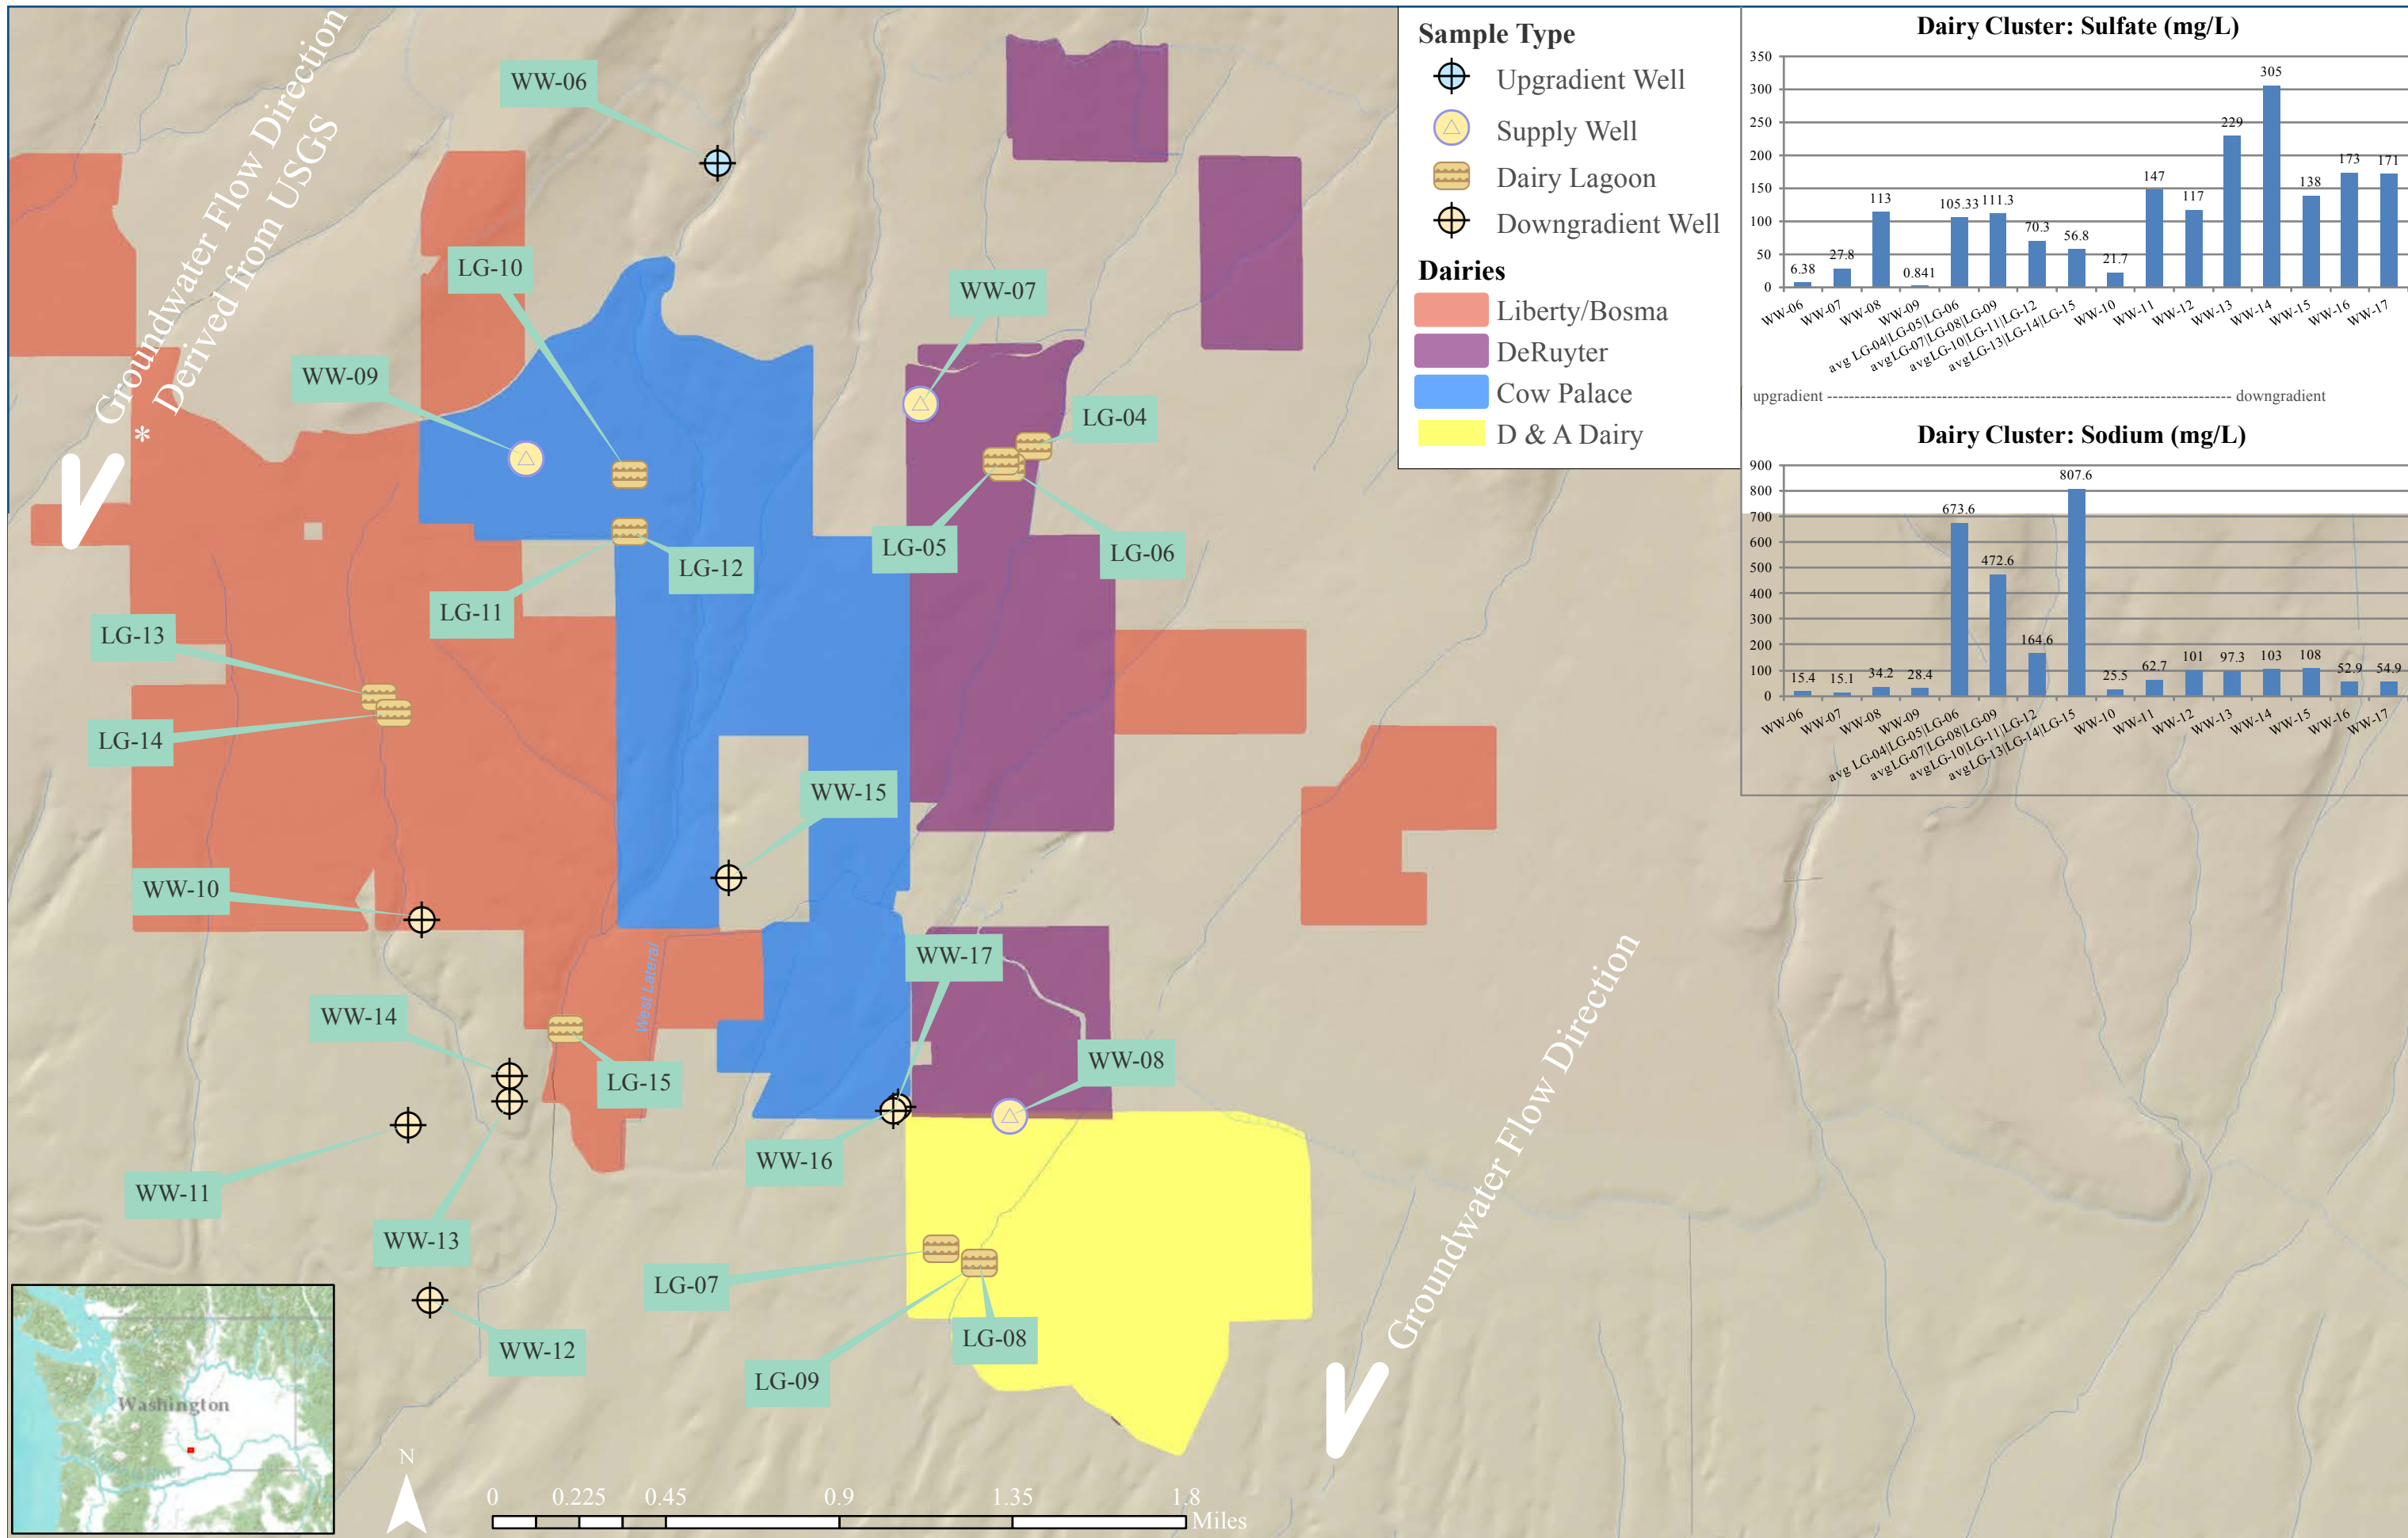 Groundwater Flow Direction
* Derived from USGS
WW-06
LG-10
WW-07
WW-09
LG-04
LG-05
LG-06
LG-12
LG-11
LG-13
LG-14
WW-15
WW-10
WW-17
WW-14
WW-08
LG-15
West Lateral
WW-16
WW-11
WW-13
LG-07
LG-08
WW-12
LG-09
Groundwater Flow Direction
Washington
N
0 0.225 0.45 0.9 1.35 1.8
Miles
Sample Type
Upgradient Well
Supply Well
Dairy Lagoon
Downgradient Well
Dairies
Liberty/Bosma
DeRuyter
Cow Palace
D & A Dairy
Dairy Cluster: Sulfate (mg/L)
350
300
250
200
150
100
50
0
6.38
27.8
113
0.841
105.33
111.3
70.3
56.8
21.7
147
117
229
305
138
173
171
WW-06
WW-07
WW-08
WW-09
avg LG-04|LG-05|LG-06
avgLG-07|LG-08|LG-09
avgLG-10|LG-11|LG-12
avgLG-13|LG-14|LG-15
WW-10
WW-11
WW-12
WW-13
WW-14
WW-15
WW-16
WW-17
upgradient ------------------------------------------------------------------------- downgradient
Dairy Cluster: Sodium (mg/L)
900
800
700
600
500
400
300
200
100
0
15.4
15.1
34.2
28.4
673.6
472.6
164.6
807.6
25.5
62.7
101
97.3
103
108
52.9
54.9
WW-06
WW-07
WW-08
WW-09
avg LG-04|LG-05|LG-06
avgLG-07|LG-08|LG-09
avgLG-10|LG-11|LG-12
avgLG-13|LG-14|LG-15
WW-10
WW-11
WW-12
WW-13
WW-14
WW-15
WW-16
WW-17